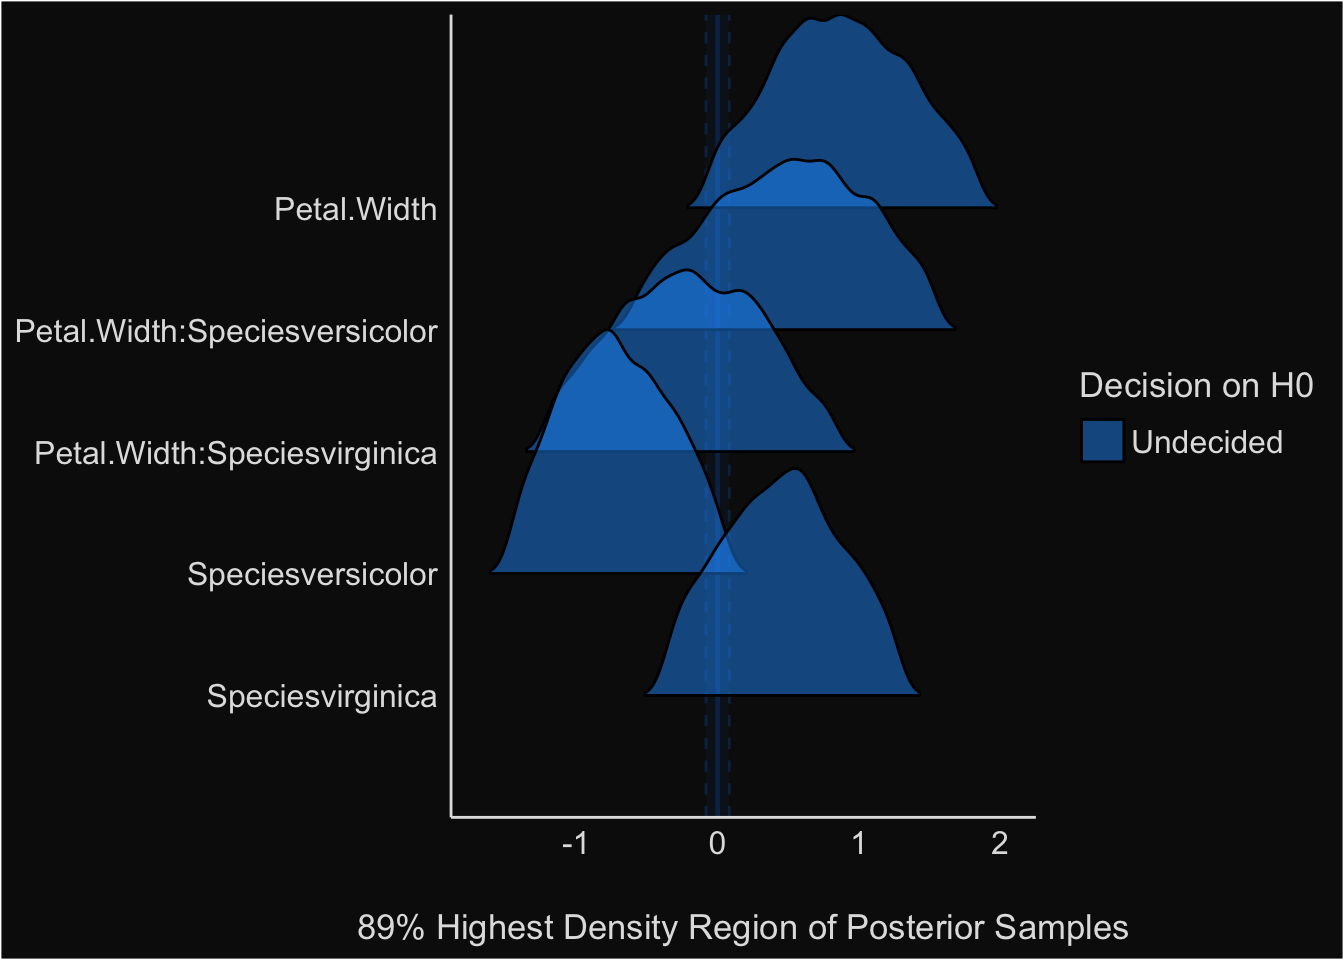 Petal.Width
Petal.Width:Speciesversicolor
Petal.Width:Speciesvirginica
Speciesversicolor
Speciesvirginica
Decision on H0
Undecided
-1 0 1 2
89% Highest Density Region of Posterior Samples